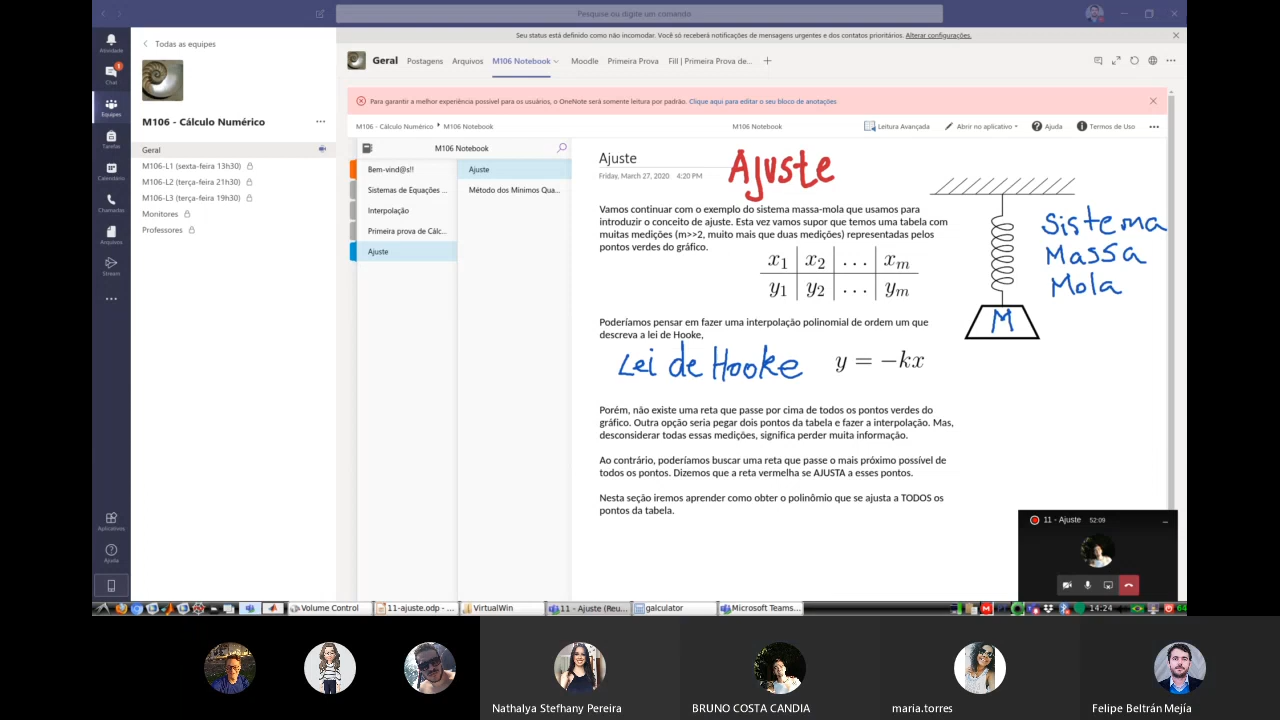 Pesquise ou digite um comando
Seu status está definido como não incomodar. Você só receberá notificações de mensagens urgentes e dos contatos prioritários. Alterar configurações.
Atividade
Chat
1
Equipes
Tarefas
Calendário
Chamadas
Arquivos
Stream
Aplicativos
Ajuda
Todas as equipes
M106 - Cálculo Numérico
Geral
M106-L1 (sexta-feira 13h30)
M106-L2 (terça-feira 21h30)
M106-L3 (terça-feira 19h30)
Monitores
Professores
Geral Postagens Arquivos M106 Notebook Moodle Primeira Prova Fill | Primeira Prova de...
Para garantir a melhor experiência possível para os usuários, o OneNote será somente leitura por padrão. Clique aqui para editar o seu bloco de anotações
M106 - Cálculo Numérico M106 Notebook
M106 Notebook
Leitura Avançada Abrir no aplicativo Ajuda Termos de Uso
M106 Notebook
Bem-vind@s!!
Sistemas de Equações ...
Interpolação
Primeira prova de Cálc...
Ajuste
Ajuste
Método dos Mínimos Qua...
Ajuste
Friday, March 27, 2020 4:20 PM
Ajuste
Vamos continuar com o exemplo do sistema massa-mola que usamos para
introduzir o conceito de ajuste. Esta vez vamos supor que temos uma tabela com
muitas medições (m>>2, muito mais que duas medições) representadas pelos
pontos verdes do gráfico.
x1 x2 ... xm
y1 y2 ... ym
Sistema
Massa
Mola
M
Poderíamos pensar em fazer uma interpolação polinomial de ordem um que
descreva a lei de Hooke,
Lei de Hooke
y = −kx
Porém, não existe uma reta que passe por cima de todos os pontos verdes do
gráfico. Outra opção seria pegar dois pontos da tabela e fazer a interpolação. Mas,
desconsiderar todas essas medições, significa perder muita informação.
Ao contrário, poderíamos buscar uma reta que passe o mais próximo possível de
todos os pontos. Dizemos que a reta vermelha se AJUSTA a esses pontos.
Nesta seção iremos aprender como obter o polinômio que se ajusta a TODOS os
pontos da tabela.
11 - Ajuste 52:09
Volume Control
11-ajuste.odp - ...
VirtualWin
11 - Ajuste (Reu...
galculator
Microsoft Teams...
14:24
64
Nathalya Stefhany Pereira
BRUNO COSTA CANDIA
maria.torres
Felipe Beltrán Mejía